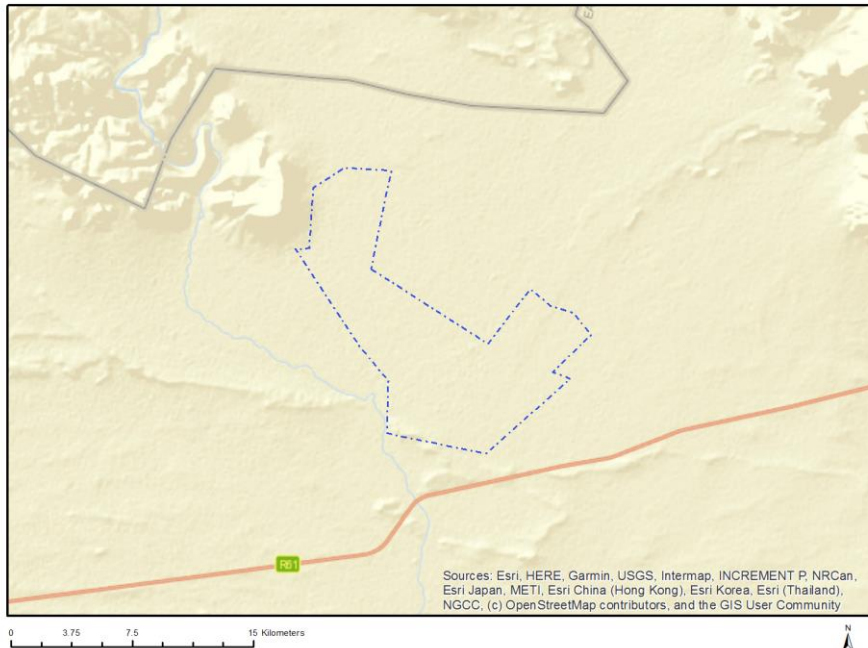 EA
R61
Sources: Esri, HERE, Garmin, USGS, Intermap, INCREMENT P, NRCan,
Esri Japan, METI, Esri China (Hong Kong), Esri Korea, Esri (Thailand),
NGCC, (c) OpenStreetMap contributors, and the GIS User Community
0 3.75 7.5 15 Kilometers
N